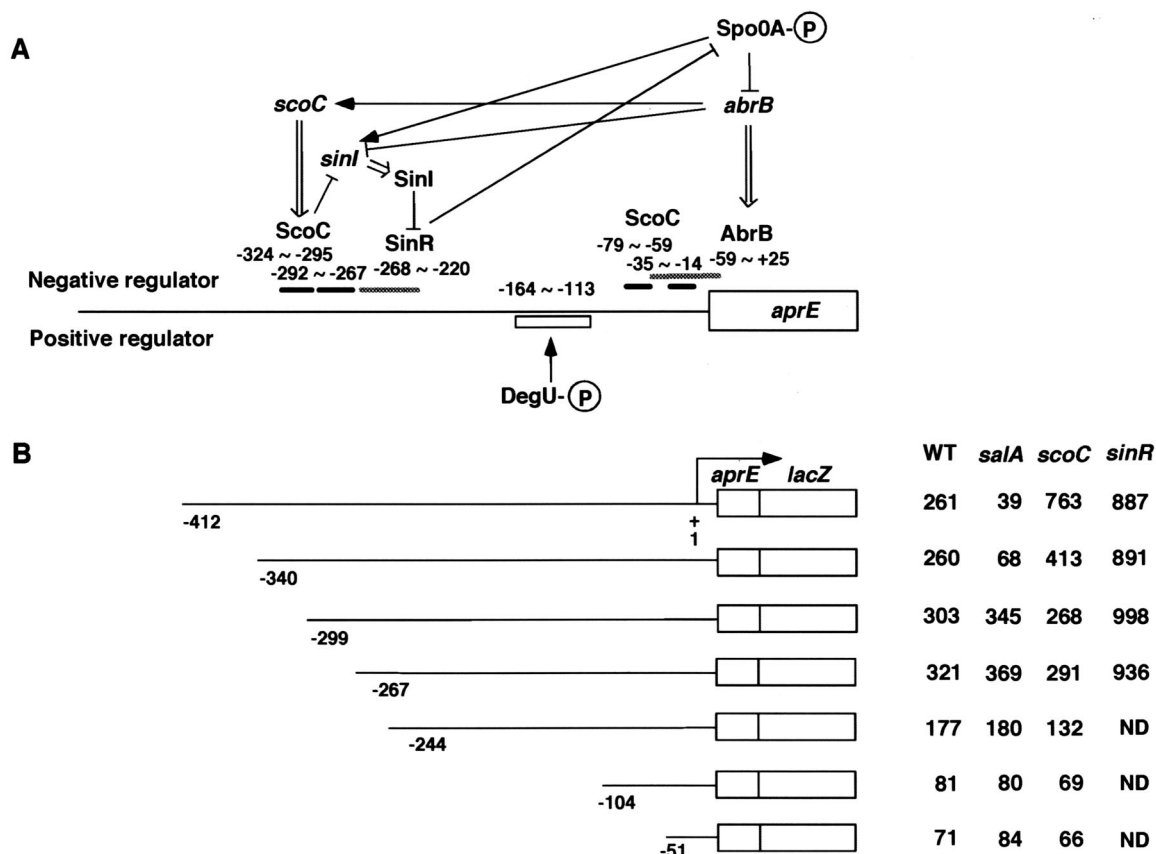 A
Spo0A-P
scoC
abrB
sinI
SinI
ScoC
-324 ~ -295
-292 ~ -267
SinR
-268 ~ -220
ScoC
-79 ~ -59
-35 ~ -14
AbrB
-59 ~ +25
Negative regulator
-164 ~ -113
aprE
Positive regulator
DegU-P
B
WT salA scoC sinR
aprE lacZ
-412
+
1
261 39 763 887
-340
260 68 413 891
-299
303 345 268 998
-267
321 369 291 936
-244
177 180 132 ND
-104
81 80 69 ND
-51
71 84 66 ND